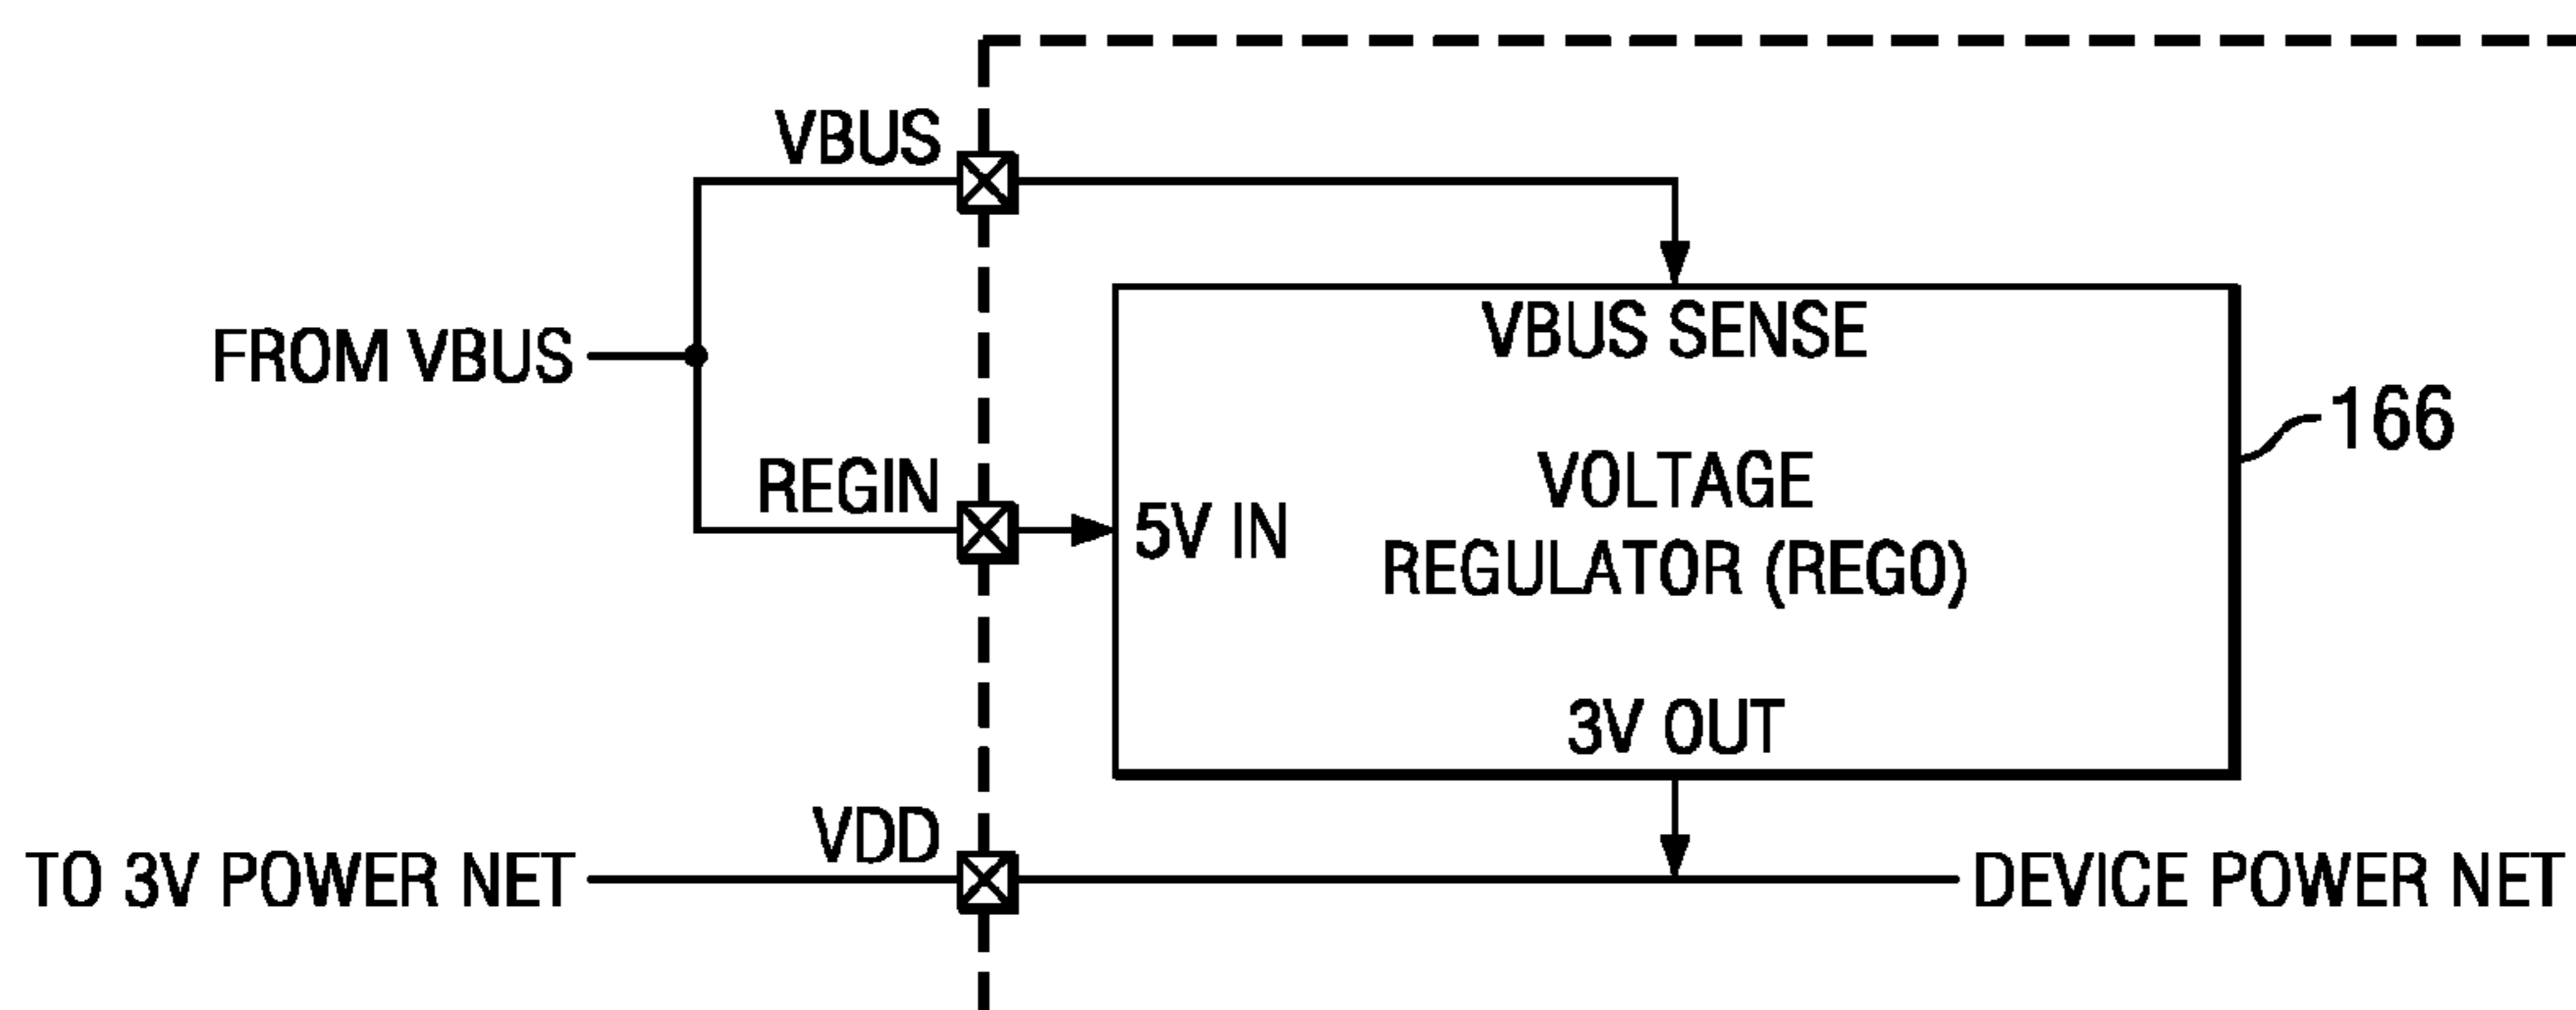 VBUS
FROM VBUS
VBUS SENSE
166
REGIN
5V IN
VOLTAGE
REGULATOR (REG0)
3V OUT
VDD
TO 3V POWER NET
DEVICE POWER NET